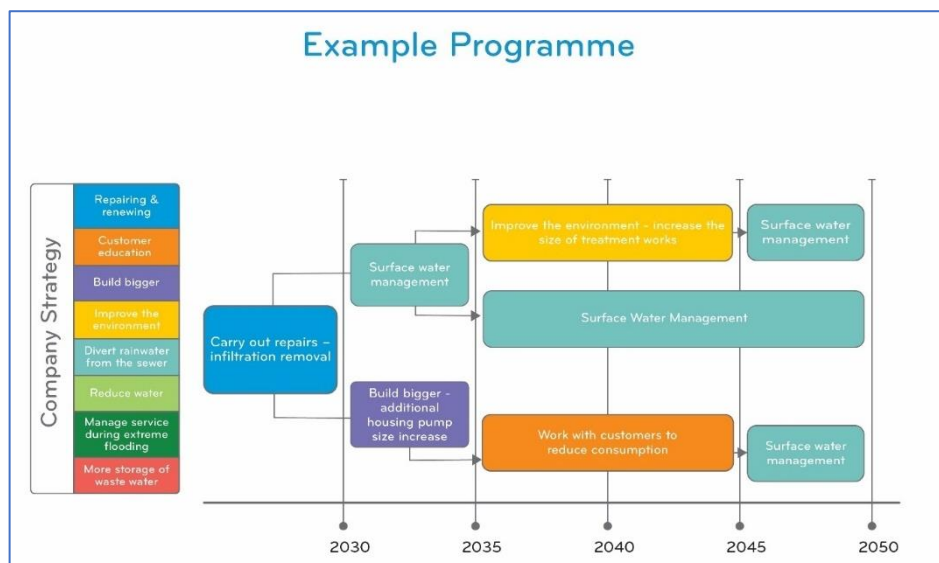 Example Programme
Company Strategy
Repairing &
renewing
Customer
education
Build bigger
Improve the
environment
Divert rainwater
from the sewer
Reduce water
Manage service
during extreme
flooding
More storage of
waste water
Carry out repairs –
infiltration removal
Surface water
management
Build bigger -
additional
housing pump
size increase
Improve the environment - increase the
size of treatment works
Surface water
management
Surface Water Management
Work with customers to
reduce consumption
Surface water
management
2030
2035
2040
2045
2050